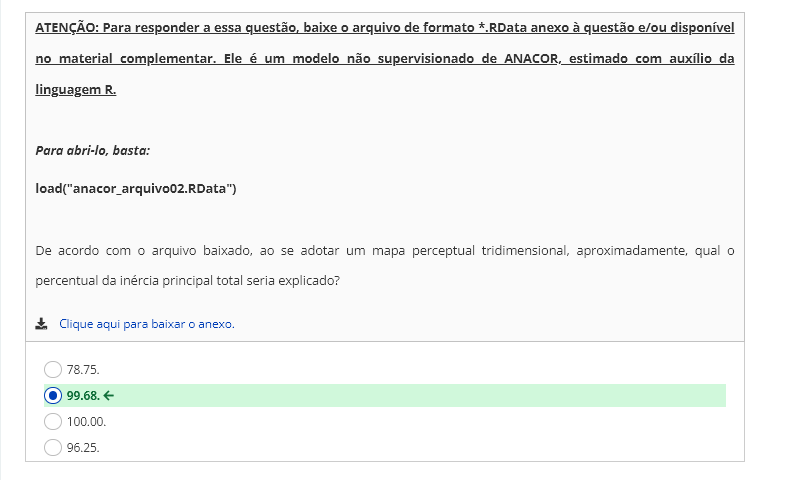 ATENÇÃO: Para responder a essa questão, baixe o arquivo de formato *.RData anexo à questão e/ou disponível
no material complementar. Ele é um modelo não supervisionado de ANACOR, estimado com auxílio da
linguagem R.
Para abri-lo, basta:
load("anacor_arquivo02.RData")
De acordo com o arquivo baixado, ao se adotar um mapa perceptual tridimensional, aproximadamente, qual o
percentual da inércia principal total seria explicado?
Clique aqui para baixar o anexo.
78.75.
99.68. ←
100.00.
96.25.